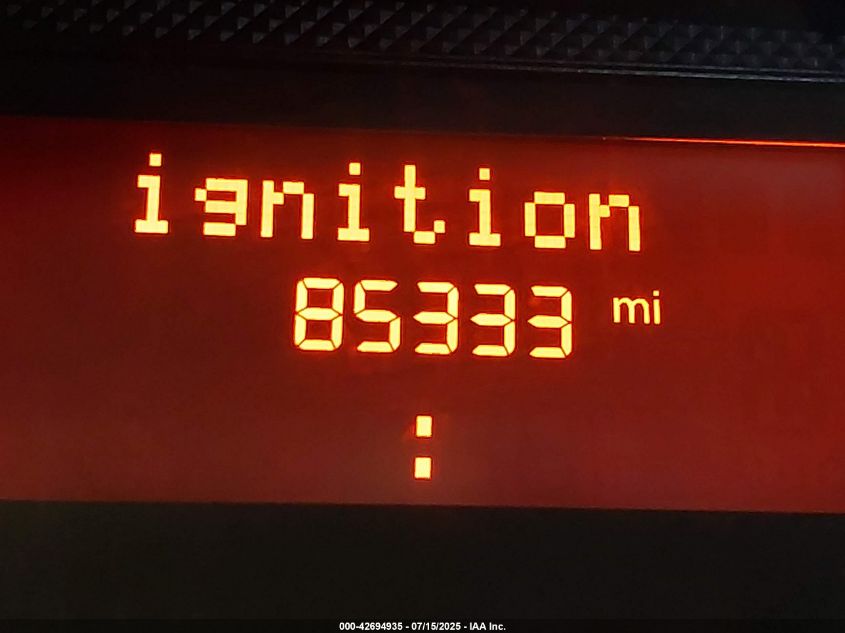 ignition
85333 mi
:
000-42694935 - 07/15/2025 - IAA Inc.